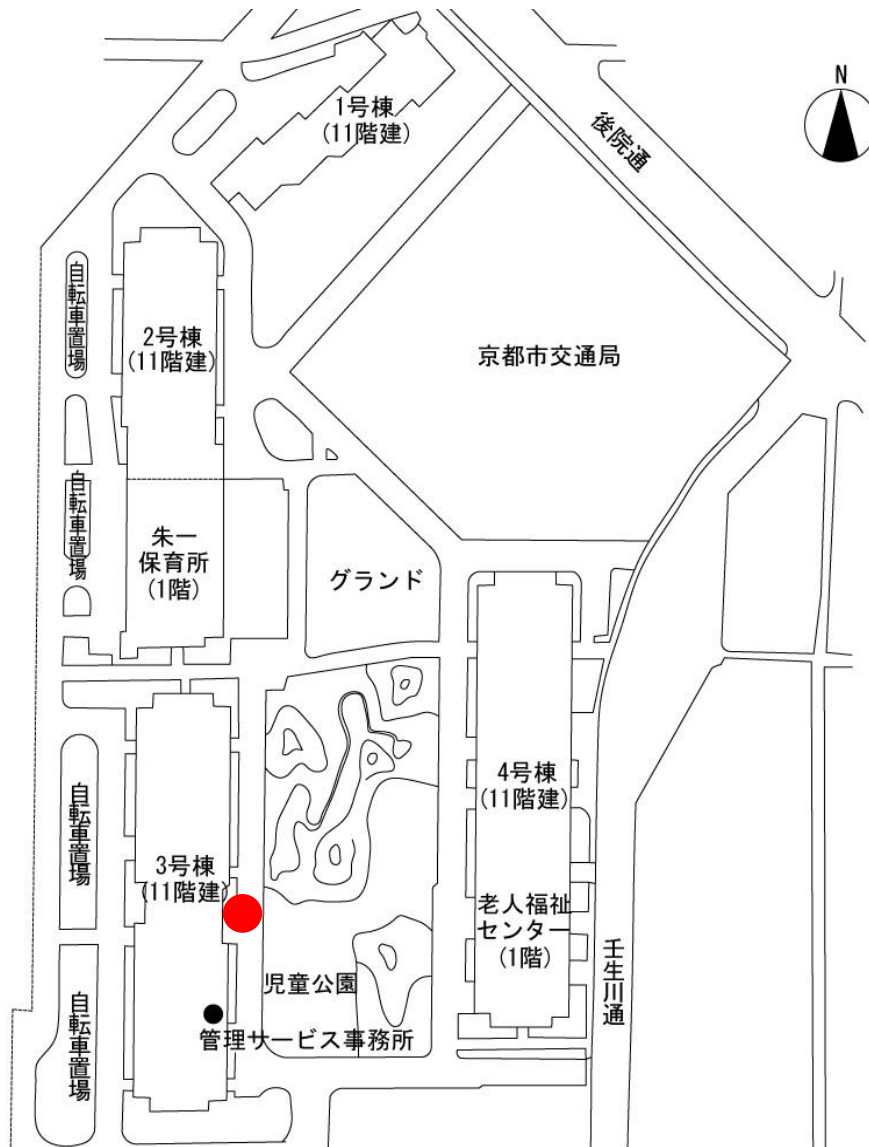 N
1号棟
(11階建)
後院通
自転車置場
2号棟
(11階建)
京都市交通局
自転車置場
朱一
保育所
(1階)
グランド
自転車置場
3号棟
(11階建)
4号棟
(11階建)
老人福祉
センター
(1階)
壬生川通
児童公園
自転車置場
管理サービス事務所